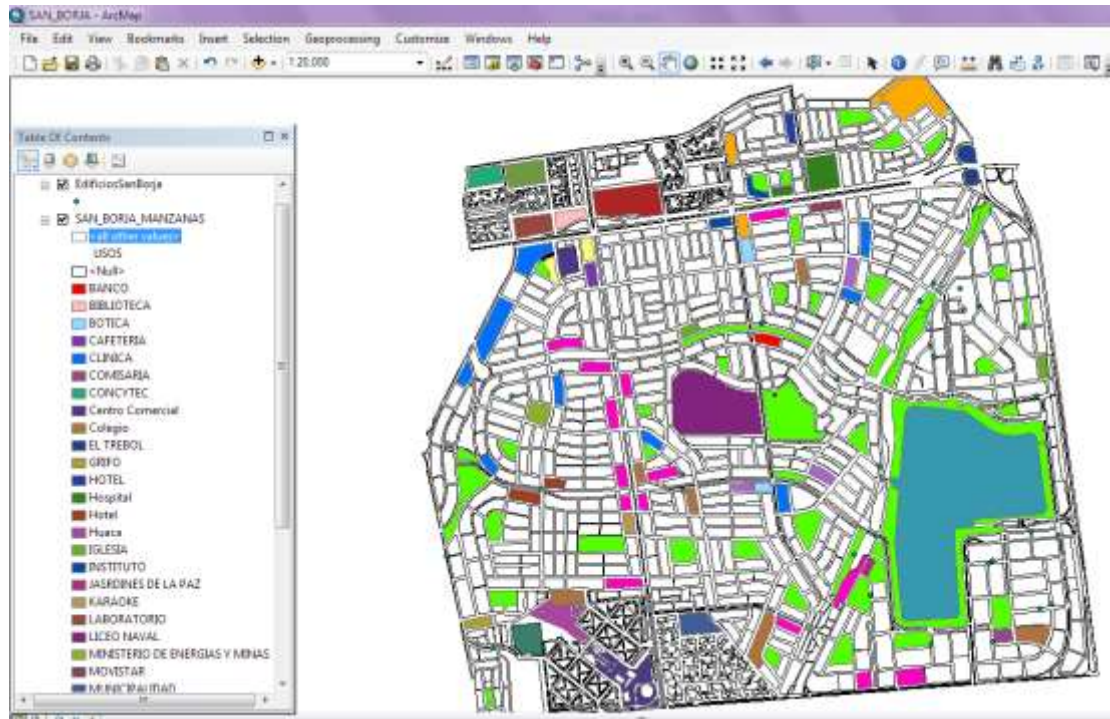 SAN_BORJA - ArcMap
File Edit View Bookmarks Insert Selection Geoprocessing Customize Windows Help
1:20,000
Table Of Contents
EdificiosSanBorja
SAN_BORJA_MANZANAS
<all other values>
USOS
<Null>
BANCO
BIBLIOTECA
BOTICA
CAFETERIA
CLINICA
COMISARIA
CONCYTEC
Centro Comercial
Colegio
EL TREBOL
GRIFO
HOTEL
Hospital
Hotel
Huaca
IGLESIA
INSTITUTO
JASRDINES DE LA PAZ
KARAOKE
LABORATORIO
LICEO NAVAL
MINISTERIO DE ENERGIAS Y MINAS
MOVISTAR
MUNICIPALIDAD